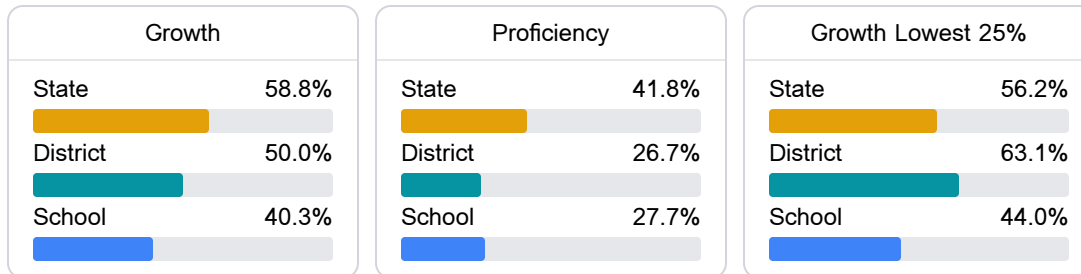 Growth
State 58.8%
District 50.0%
School 40.3%
Proficiency
State 41.8%
District 26.7%
School 27.7%
Growth Lowest 25%
State 56.2%
District 63.1%
School 44.0%